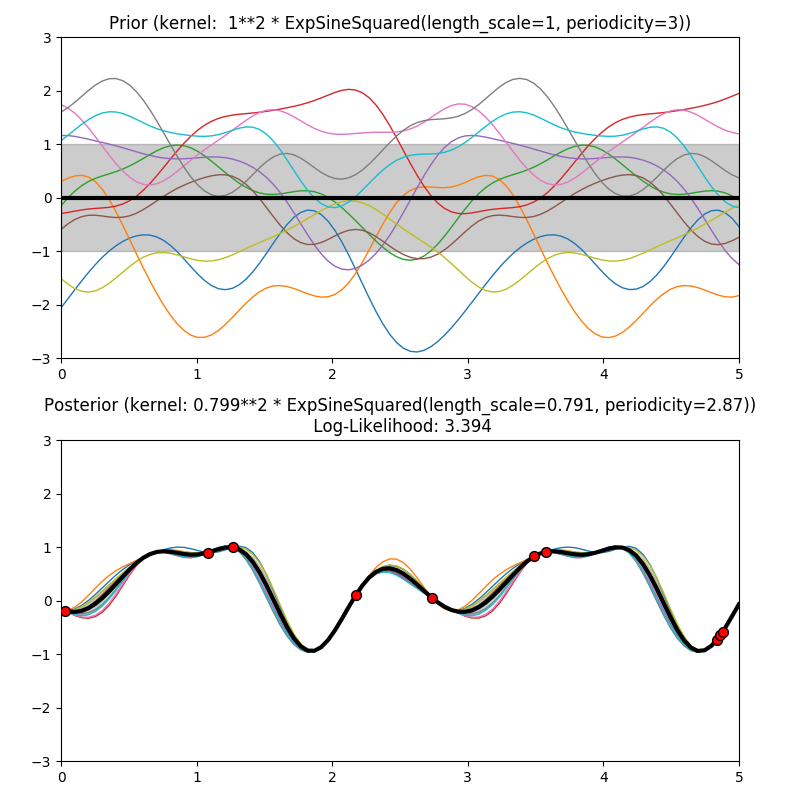 Prior (kernel:  1**2 * ExpSineSquared(length_scale=1, periodicity=3))
3
2
1
0
−1
−2
−3
0 1 2 3 4 5
Posterior (kernel: 0.799**2 * ExpSineSquared(length_scale=0.791, periodicity=2.87))
Log-Likelihood: 3.394
3
2
1
0
−1
−2
−3
0 1 2 3 4 5